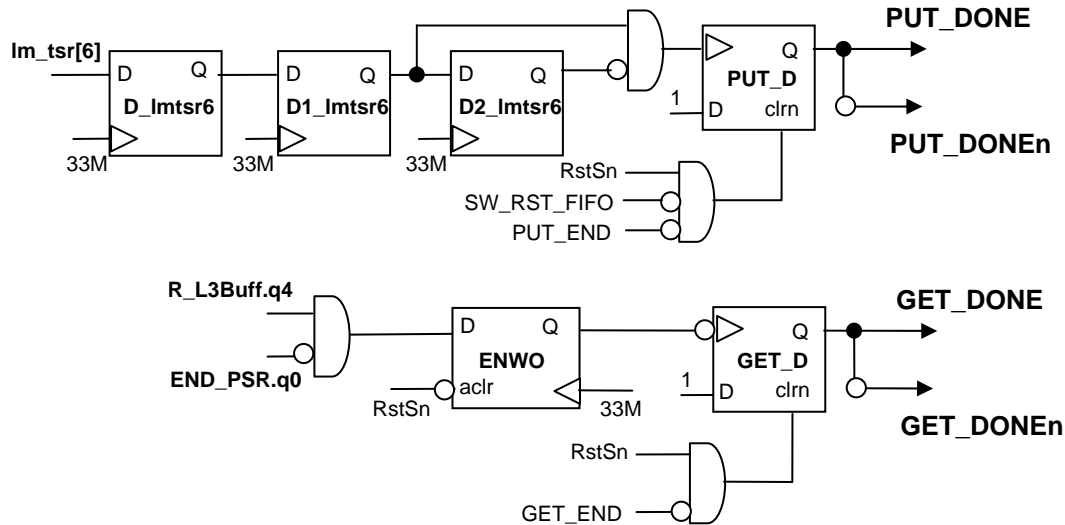 PUT_DONE
lm_tsr[6]
D Q
D Q
D Q
Q
D_lmtsr6
D1_lmtsr6
D2_lmtsr6
PUT_D
1
D
clrn
33M
33M
33M
PUT_DONEn
RstSn
SW_RST_FIFO
PUT_END
R_L3Buff.q4
GET_DONE
D Q
Q
ENWO
GET_D
END_PSR.q0
aclr
1
D
clrn
RstSn
33M
GET_DONEn
RstSn
GET_END